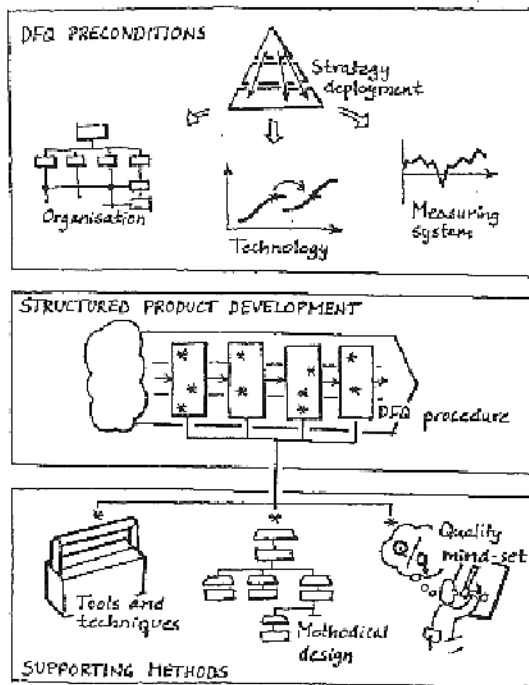 DFQ PRECONDITIONS
Strategy
deployment
Organisation
Technology
Measuring
system
STRUCTURED PRODUCT DEVELOPMENT
DFQ procedure
Q/q
Quality
mind-set
Tools and
techniques
Methodical
design
SUPPORTING METHODS